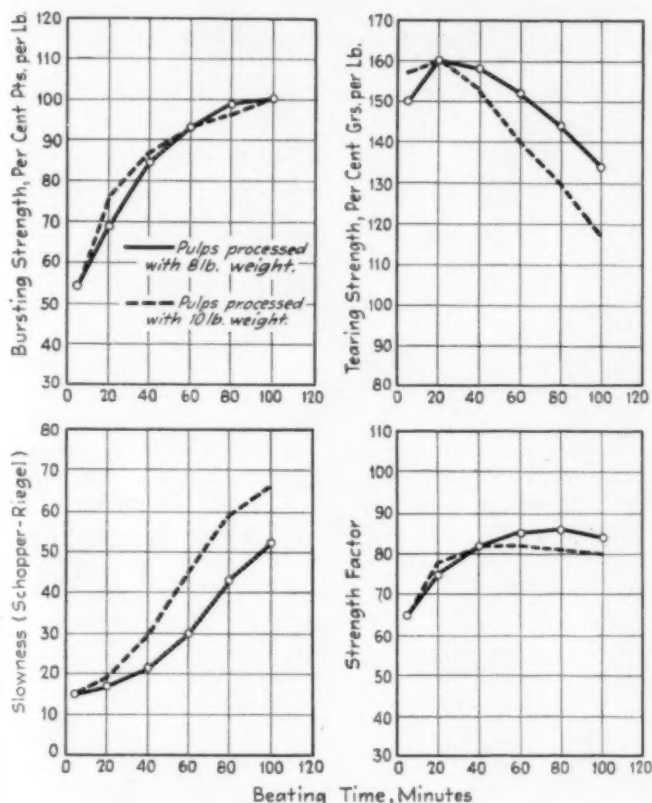 Bursting Strength, Per Cent Pts. per Lb.
120
110
100
90
80
70
60
50
40
30
0 20 40 60 80 100 120
Pulps processed
with 8 lb. weight.
Pulps processed
with 10 lb. weight.
Tearing Strength, Per Cent Grs. per Lb.
170
160
150
140
130
120
110
100
90
80
0 20 40 60 80 100 120
Slowness (Schopper-Riegel)
80
70
60
50
40
30
20
10
0
0 20 40 60 80 100 120
Strength Factor
110
100
90
80
70
60
50
40
30
0 20 40 60 80 100 120
Beating Time, Minutes